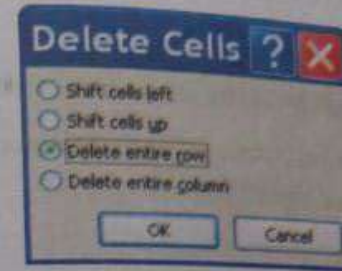 Delete Cells ?
Shift cells left
Shift cells up
Delete entire row
Delete entire column
OK Cancel